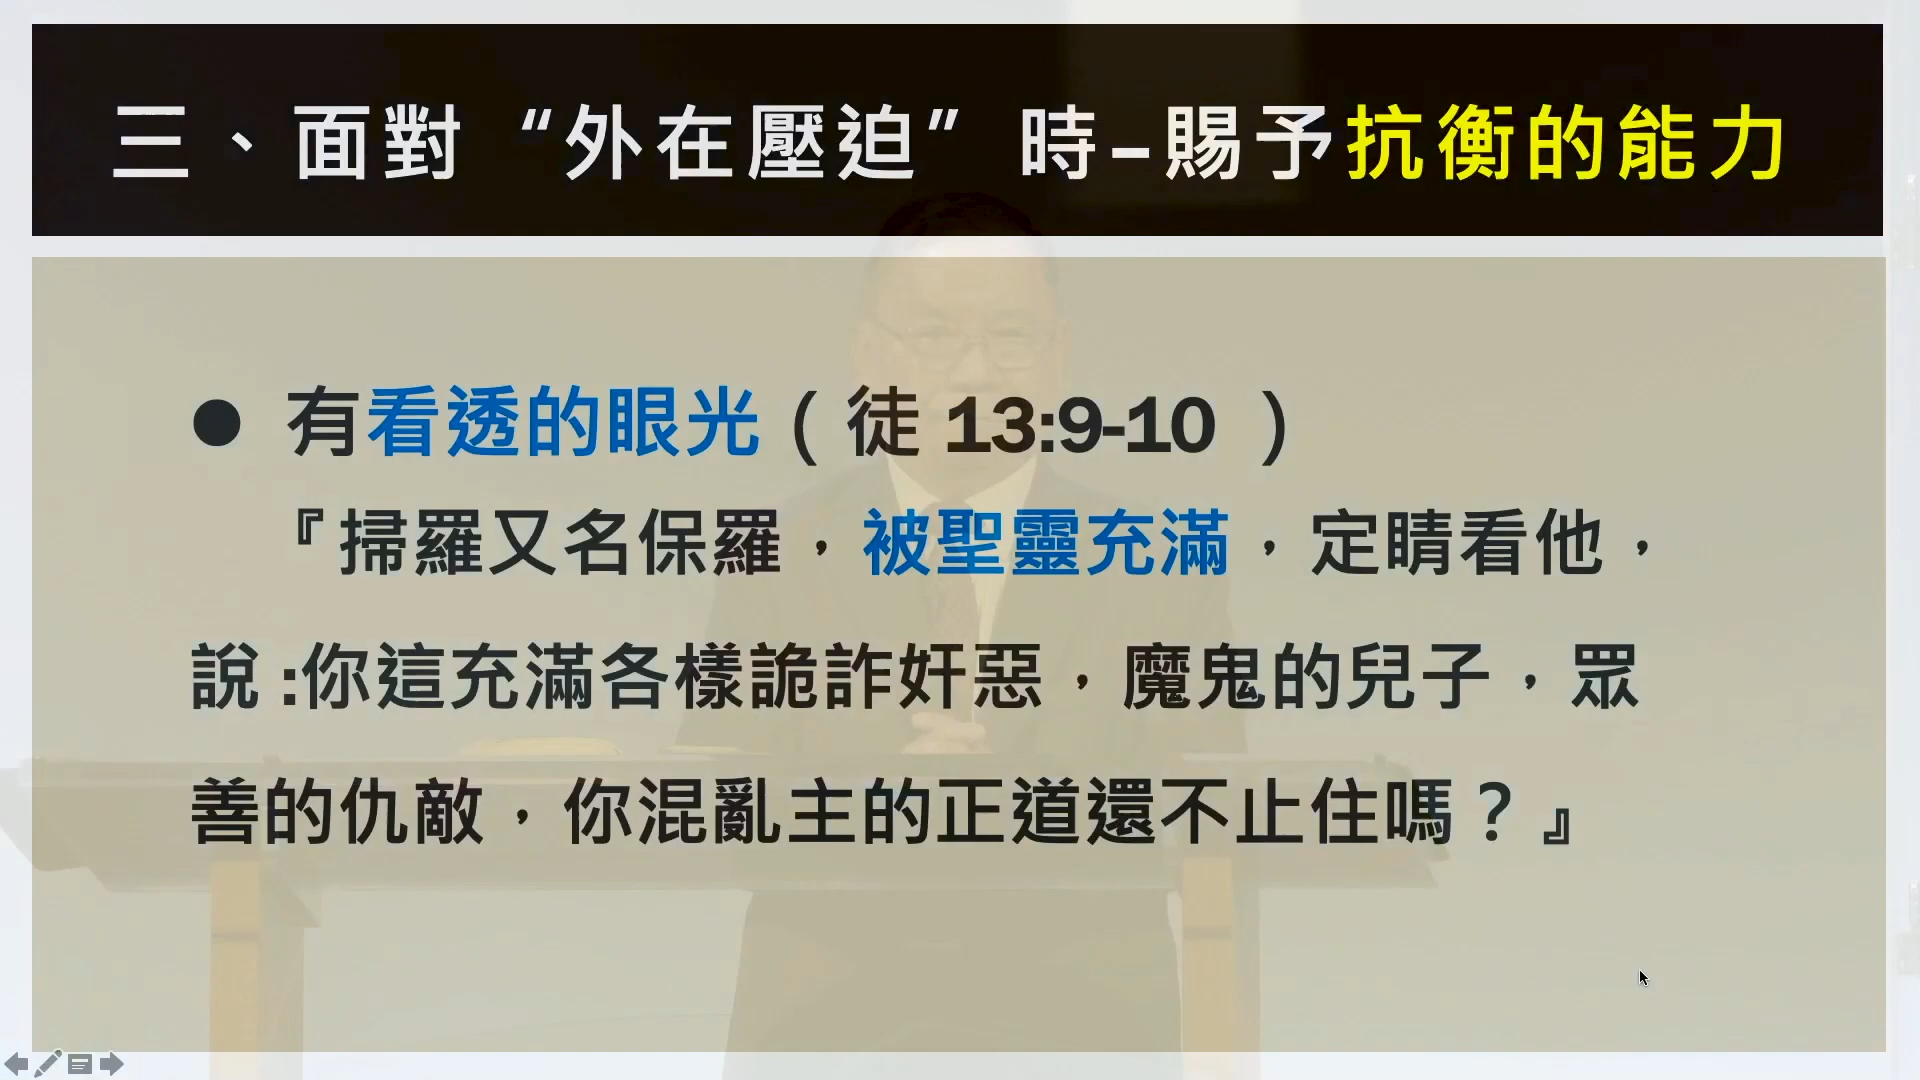 三、面對 “外在壓迫” 時–賜予抗衡的能力
● 有看透的眼光（徒 13:9-10 ）
『掃羅又名保羅，被聖靈充滿，定睛看他，
說 :你這充滿各樣詭詐奸惡，魔鬼的兒子，眾
善的仇敵，你混亂主的正道還不止住嗎？』